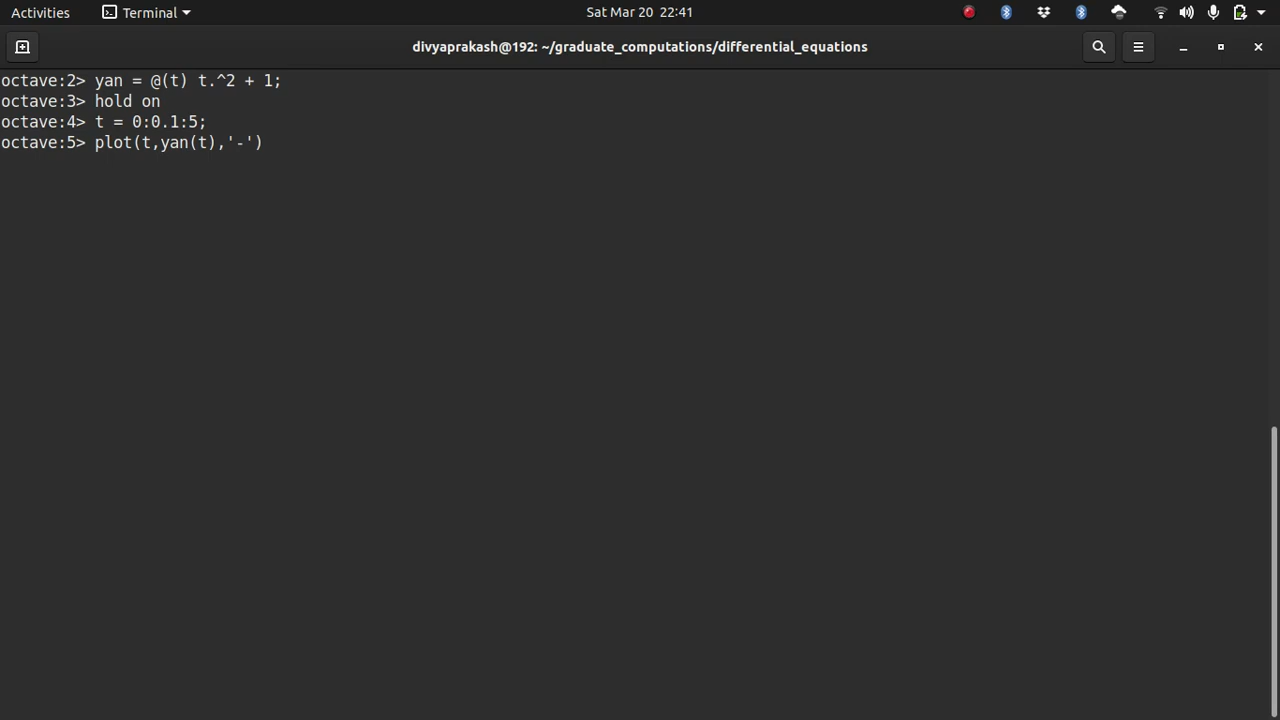 Activities Terminal Sat Mar 20 22:41
divyaprakash@192: ~/graduate_computations/differential_equations
octave:2> yan = @(t) t.^2 + 1;
octave:3> hold on
octave:4> t = 0:0.1:5;
octave:5> plot(t,yan(t),'-')